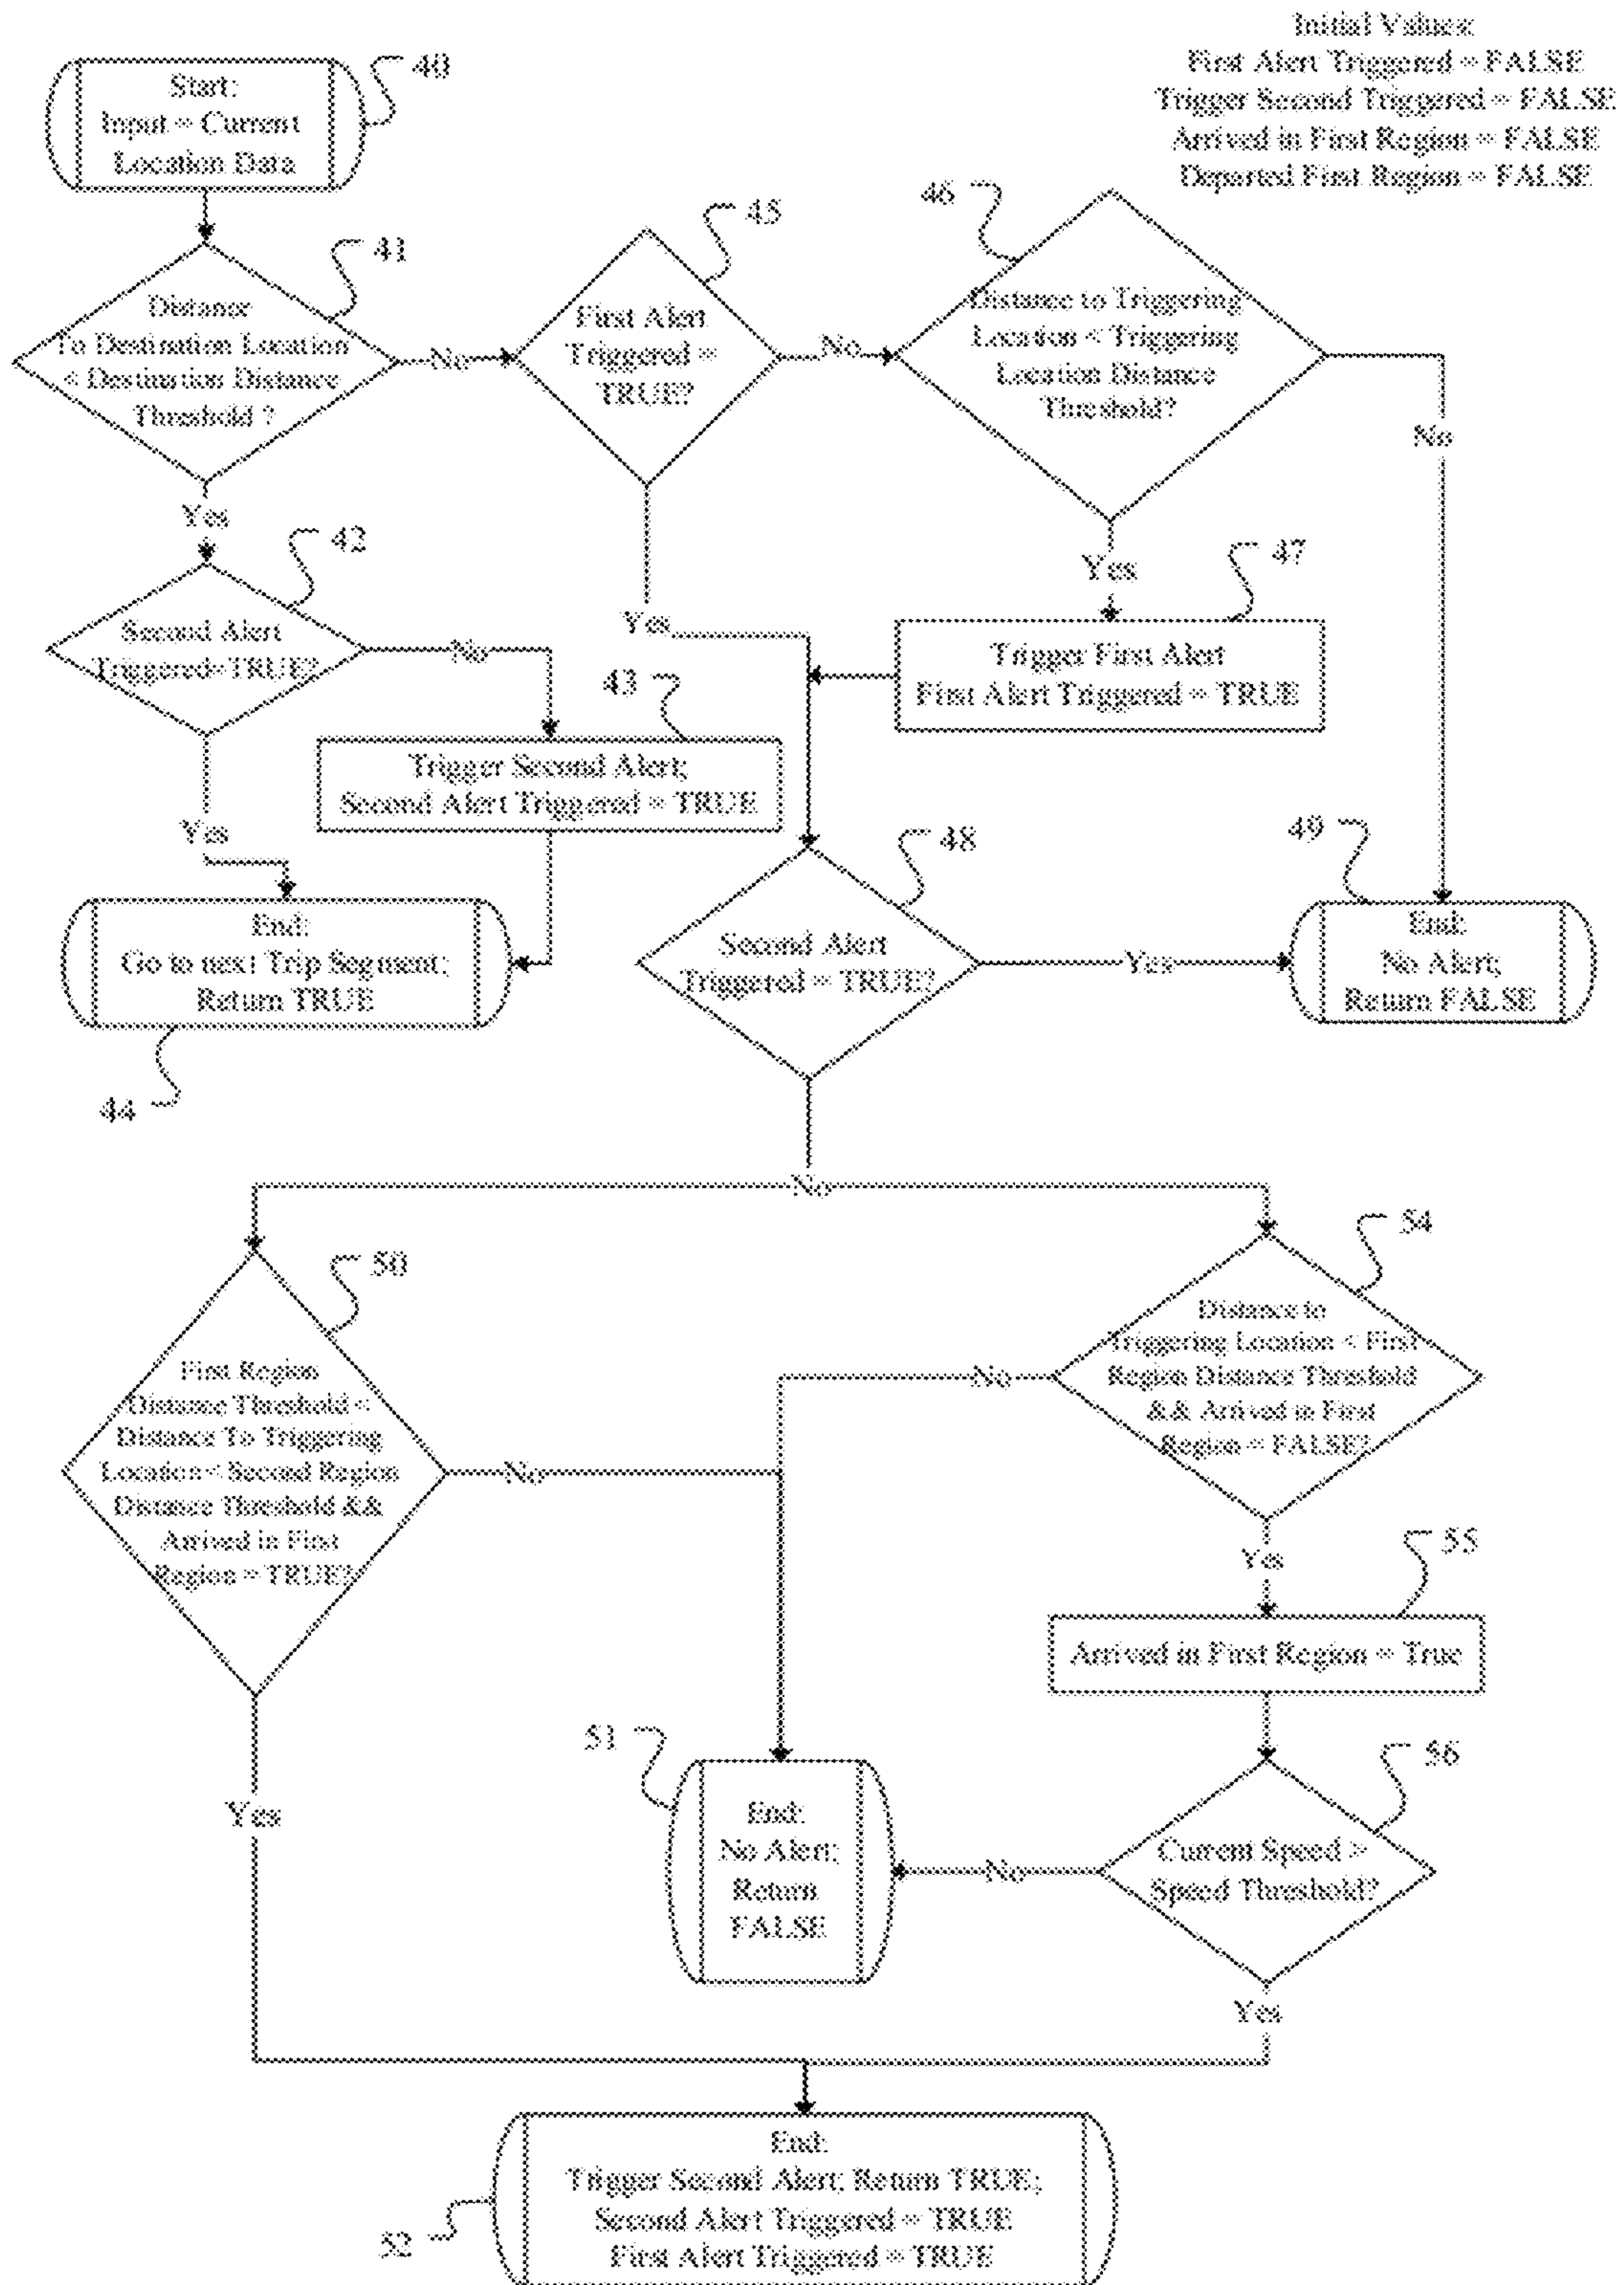 Initial Values:
First Alert Triggered = FALSE
Trigger Second Triggered = FALSE
Arrived in First Region = FALSE
Departed First Region = FALSE
40
Start:
Input = Current
Location Data
41
Distance
To Destination Location
< Destination Distance
Threshold ?
No
45
First Alert
Triggered =
TRUE?
No
46
Distance to Triggering
Location < Triggering
Location Distance
Threshold?
No
Yes
42
Second Alert
Triggered=TRUE?
No
43
Trigger Second Alert;
Second Alert Triggered = TRUE
Yes
Yes
Yes
47
Trigger First Alert
First Alert Triggered = TRUE
End:
Go to next Trip Segment;
Return TRUE
44
48
Second Alert
Triggered = TRUE?
Yes
49
End:
No Alert;
Return FALSE
No
50
First Region
Distance Threshold <
Distance To Triggering
Location < Second Region
Distance Threshold &&
Arrived in First
Region = TRUE?
No
Yes
54
Distance to
Triggering Location < First
Region Distance Threshold
&& Arrived in First
Region = FALSE?
No
Yes
55
Arrived in First Region = True
51
End:
No Alert;
Return
FALSE
56
Current Speed >
Speed Threshold?
No
Yes
End:
Trigger Second Alert; Return TRUE;
Second Alert Triggered = TRUE
First Alert Triggered = TRUE
52